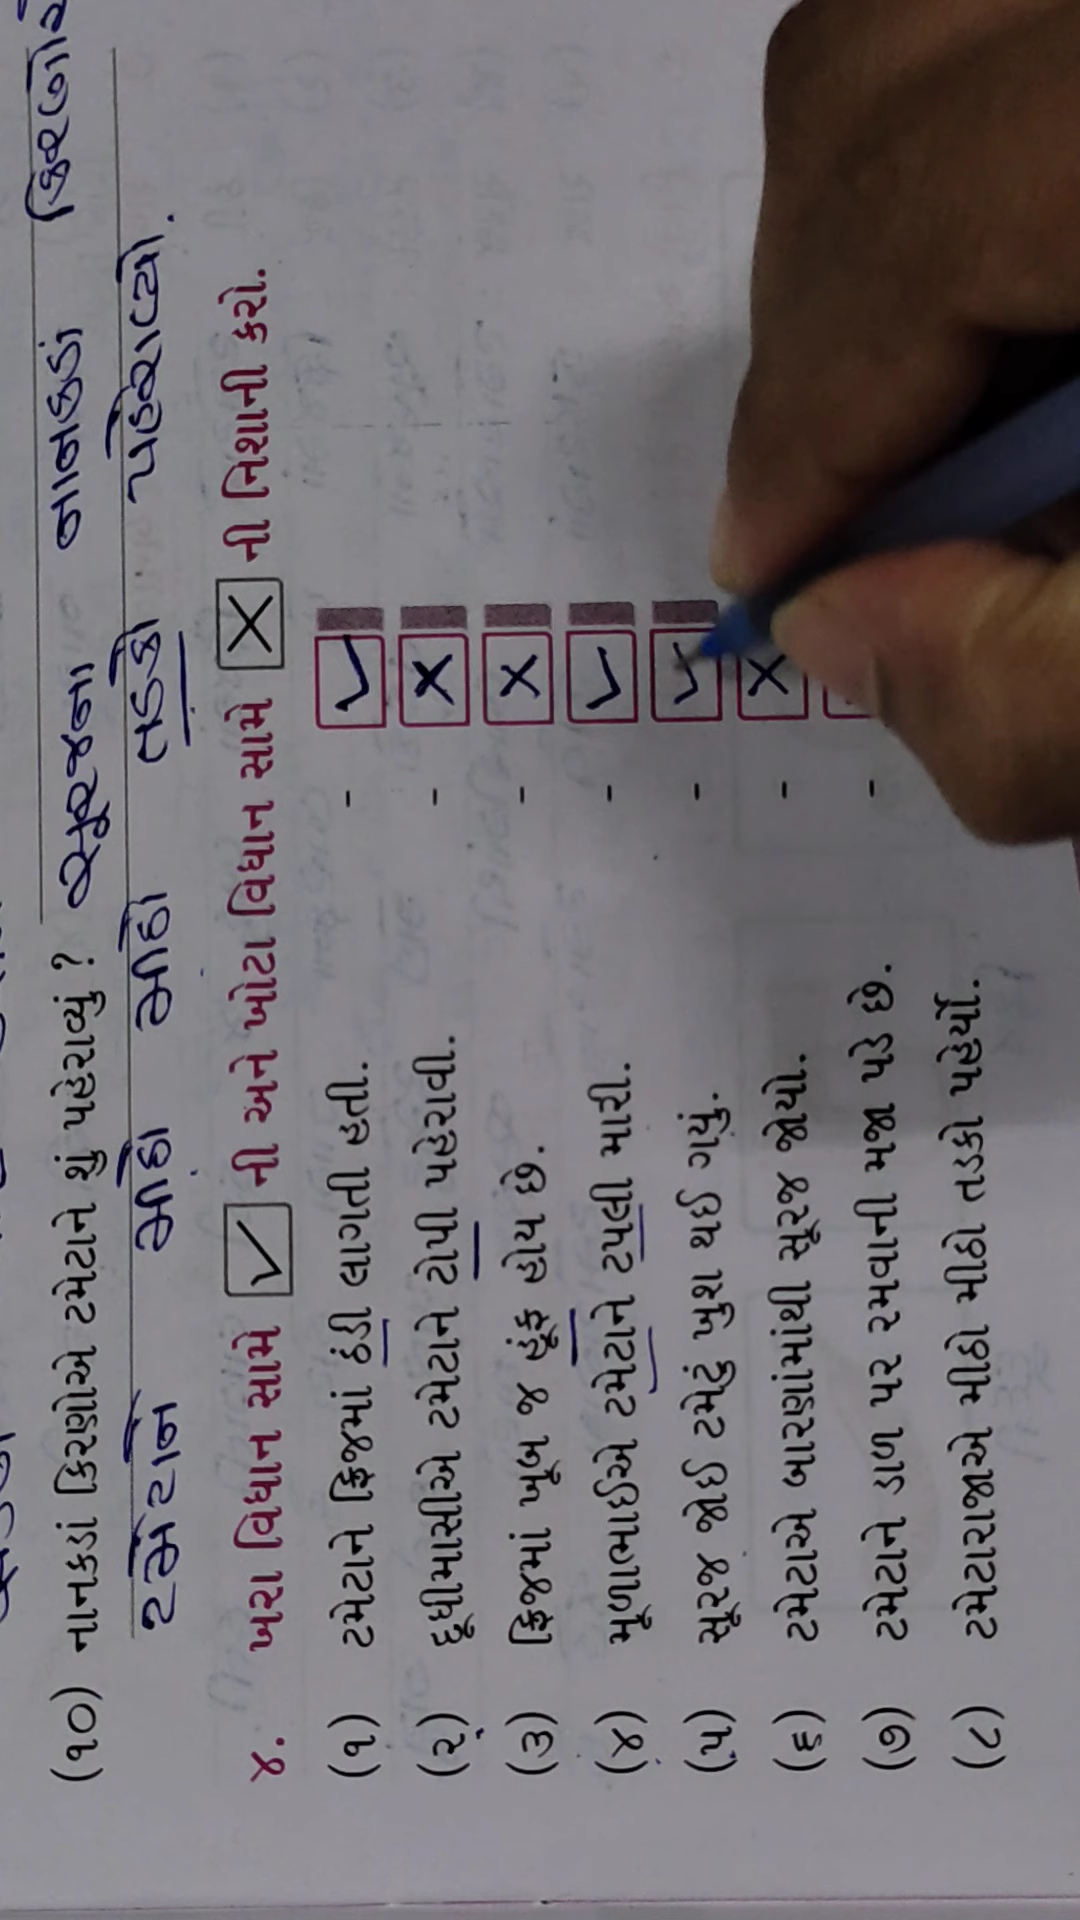 (૧૦) નાનકડાં કિરણોએ ટમેટાને શું પહેરાવ્યું ? સૂરજના નાનકડાં કિરણોએ
ટમેટાને મીઠો મીઠો તડકો પહેરાવ્યો.
૪. ખરા વિધાન સામે ✓ ની અને ખોટા વિધાન સામે X ની નિશાની કરો.
(૧) ટમેટાને ફ્રિજમાં ઠંડી લાગતી હતી. - ✓
(૨) દૂધીમાસીએ ટમેટાને ટોપી પહેરાવી. - X
(૩) ફ્રિજમાં ખૂબ જ હૂંફ હોય છે. - X
(૪) મૂળાભાઈએ ટમેટાને ટપલી મારી. - ✓
(૫) સૂરજ જોઈ ટમેટું ખુશ થઈ ગયું. - ✓
(૬) ટમેટાએ બારણાંમાંથી સૂરજ જોયો. - X
(૭) ટમેટાને ડાળ પર રમવાની મજા પડે છે. -
(૮) ટમેટારાજાએ મીઠો મીઠો તડકો પહેર્યો.